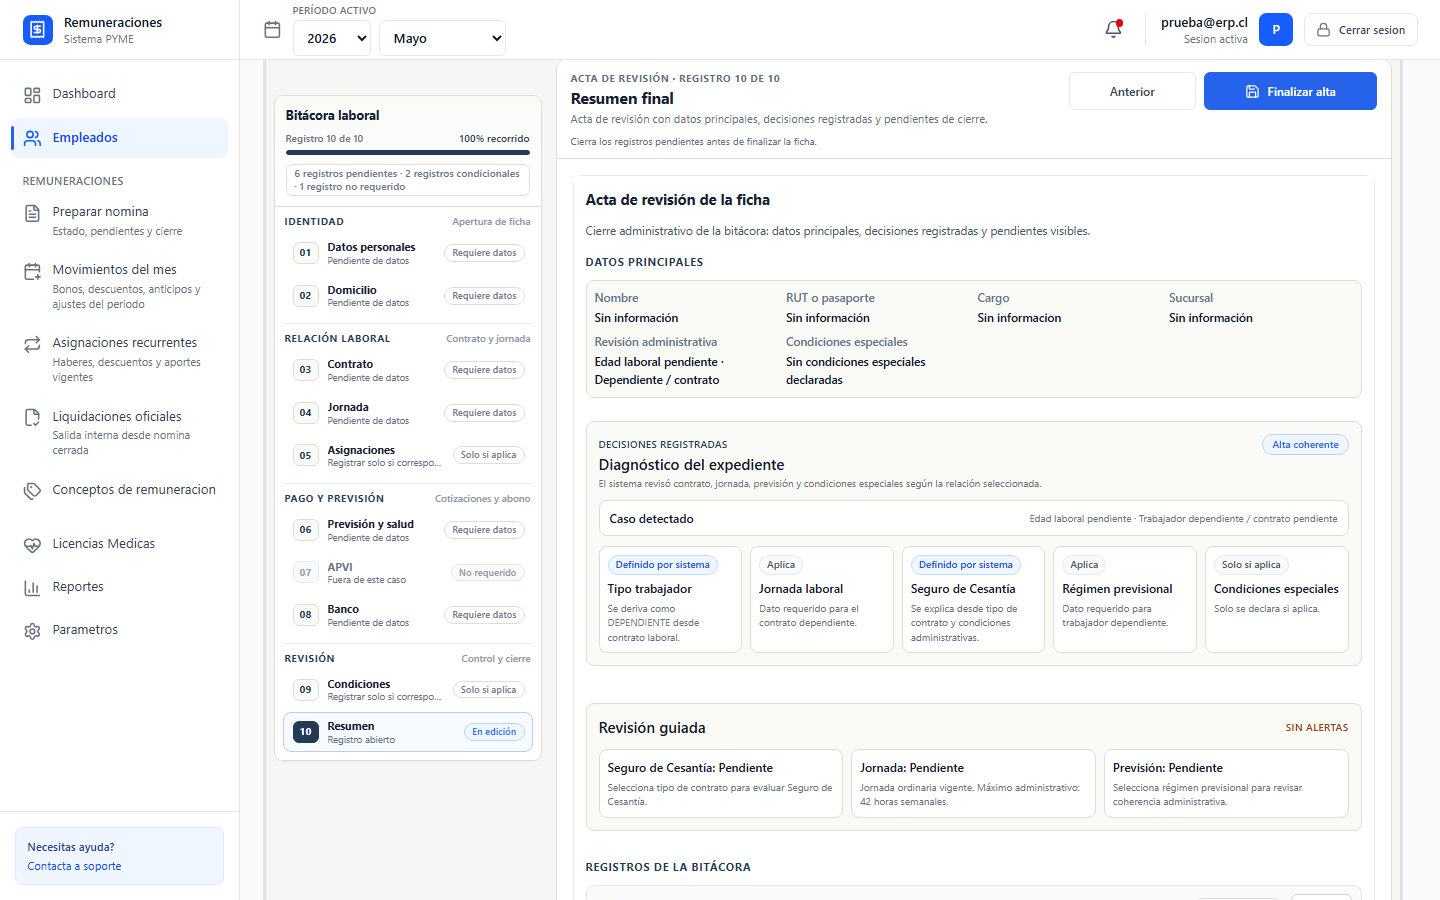 Remuneraciones
Sistema PYME
PERÍODO ACTIVO
2026
Mayo
prueba@erp.cl
Sesion activa
P
Cerrar sesion
Dashboard
Empleados
REMUNERACIONES
Preparar nomina
Estado, pendientes y cierre
Movimientos del mes
Bonos, descuentos, anticipos y
ajustes del periodo
Asignaciones recurrentes
Haberes, descuentos y aportes
vigentes
Liquidaciones oficiales
Salida interna desde nomina
cerrada
Conceptos de remuneracion
Licencias Medicas
Reportes
Parametros
Necesitas ayuda?
Contacta a soporte
Bitácora laboral
Registro 10 de 10
100% recorrido
6 registros pendientes · 2 registros condicionales
· 1 registro no requerido
IDENTIDAD
Apertura de ficha
01
Datos personales
Pendiente de datos
Requiere datos
02
Domicilio
Pendiente de datos
Requiere datos
RELACIÓN LABORAL
Contrato y jornada
03
Contrato
Pendiente de datos
Requiere datos
04
Jornada
Pendiente de datos
Requiere datos
05
Asignaciones
Registrar solo si correspo...
Solo si aplica
PAGO Y PREVISIÓN
Cotizaciones y abono
06
Previsión y salud
Pendiente de datos
Requiere datos
07
APVI
Fuera de este caso
No requerido
08
Banco
Pendiente de datos
Requiere datos
REVISIÓN
Control y cierre
09
Condiciones
Registrar solo si correspo...
Solo si aplica
10
Resumen
Registro abierto
En edición
ACTA DE REVISIÓN · REGISTRO 10 DE 10
Resumen final
Acta de revisión con datos principales, decisiones registradas y pendientes de cierre.
Cierra los registros pendientes antes de finalizar la ficha.
Anterior
Finalizar alta
Acta de revisión de la ficha
Cierre administrativo de la bitácora: datos principales, decisiones registradas y pendientes visibles.
DATOS PRINCIPALES
Nombre
Sin información
RUT o pasaporte
Sin información
Cargo
Sin informacion
Sucursal
Sin información
Revisión administrativa
Edad laboral pendiente ·
Dependiente / contrato
Condiciones especiales
Sin condiciones especiales
declaradas
DECISIONES REGISTRADAS
Diagnóstico del expediente
El sistema revisó contrato, jornada, previsión y condiciones especiales según la relación seleccionada.
Alta coherente
Caso detectado
Edad laboral pendiente · Trabajador dependiente / contrato pendiente
Definido por sistema
Tipo trabajador
Se deriva como
DEPENDIENTE desde
contrato laboral.
Aplica
Jornada laboral
Dato requerido para el
contrato dependiente.
Definido por sistema
Seguro de Cesantía
Se explica desde tipo de
contrato y condiciones
administrativas.
Aplica
Régimen previsional
Dato requerido para
trabajador dependiente.
Solo si aplica
Condiciones especiales
Solo se declara si aplica.
Revisión guiada
SIN ALERTAS
Seguro de Cesantía: Pendiente
Selecciona tipo de contrato para evaluar Seguro de
Cesantía.
Jornada: Pendiente
Jornada ordinaria vigente. Máximo administrativo:
42 horas semanales.
Previsión: Pendiente
Selecciona régimen previsional para revisar
coherencia administrativa.
REGISTROS DE LA BITÁCORA